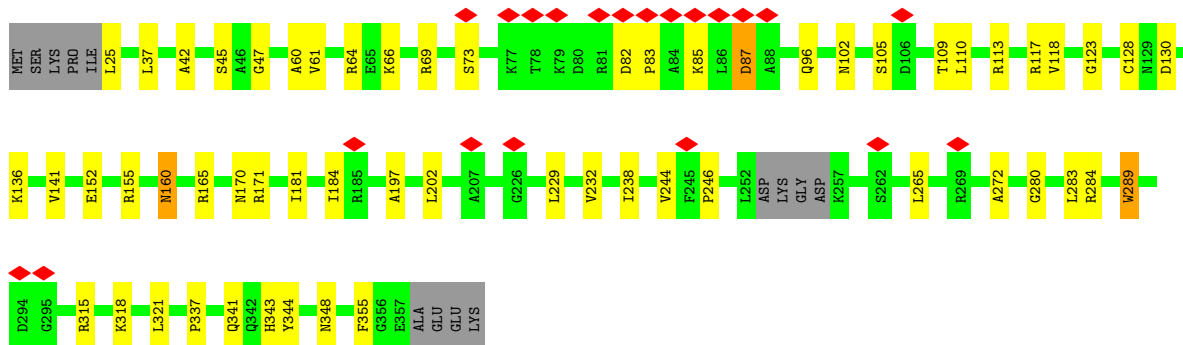 MET SER LYS PRO ILE L25 L37 A42 S45 A46 G47 A60 V61 R64 E65 K66 R69 S73 K77 T78 K79 D80 R81 D82 P83 A84 K85 L86 D87 A88 Q96 N102 S105 D106 T109 L110 R113 R117 V118 G123 C128 N129 D130
K136 V141 E152 R155 N160 R165 N170 R171 I181 I184 R185 A197 L202 A207 G226 L229 V232 I238 V244 F245 P246 L252 ASP LYS GLY ASP K257 S262 L265 R269 A272 G280 L283 R284 W289
D294 G295 R315 K318 L321 P337 Q341 Q342 H343 Y344 N348 F355 G356 E357 ALA GLU GLU LYS